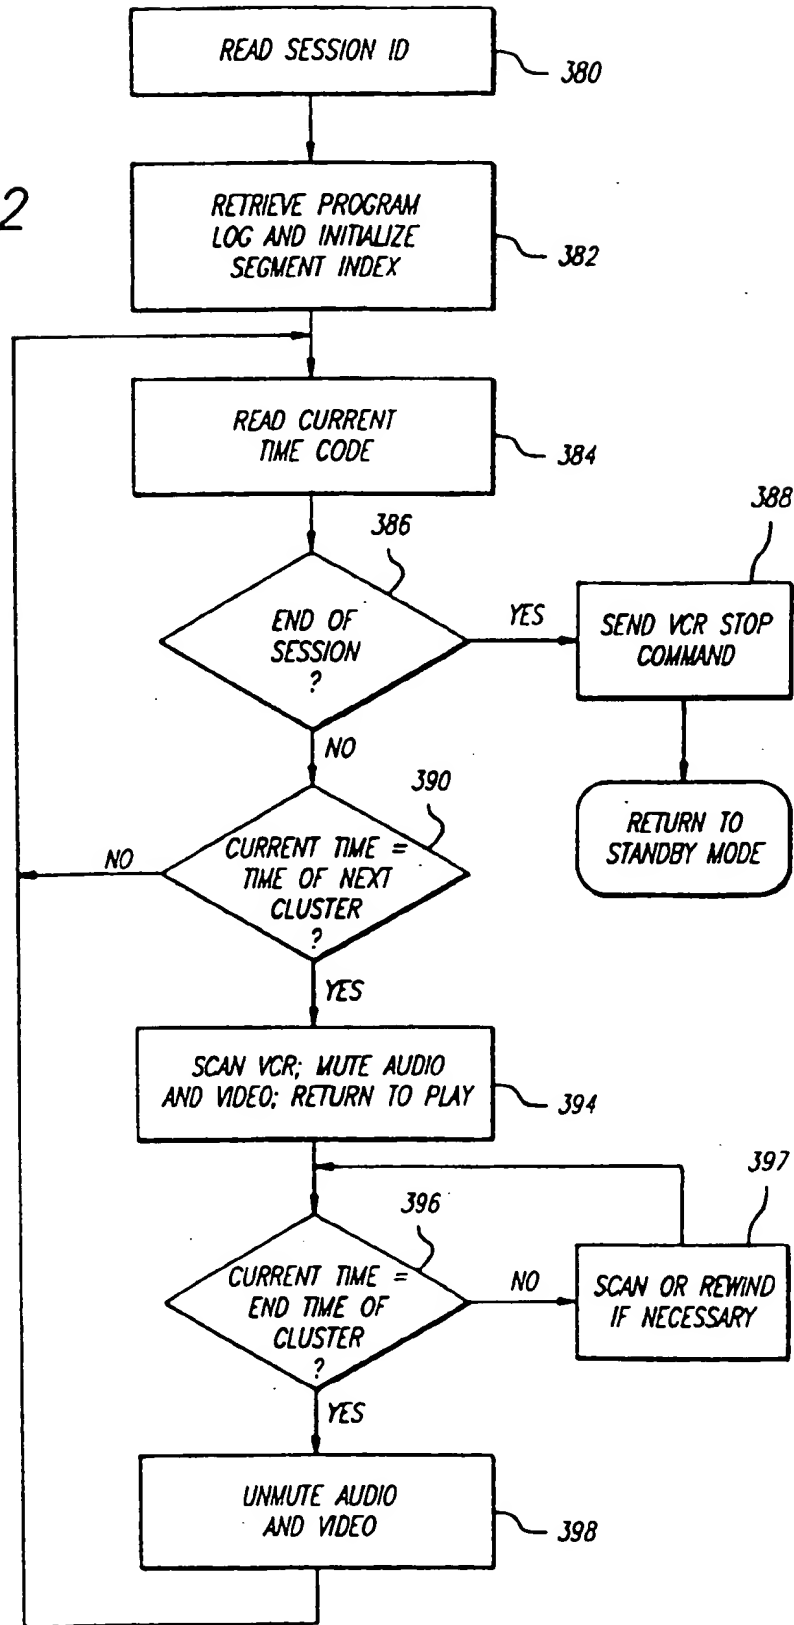 READ SESSION ID
380
2
RETRIEVE PROGRAM
LOG AND INITIALIZE
SEGMENT INDEX
382
READ CURRENT
TIME CODE
384
386
388
END OF
SESSION
?
YES
SEND VCR STOP
COMMAND
NO
390
RETURN TO
STANDBY MODE
CURRENT TIME =
TIME OF NEXT
CLUSTER
?
NO
YES
SCAN VCR; MUTE AUDIO
AND VIDEO; RETURN TO PLAY
394
397
396
CURRENT TIME =
END TIME OF
CLUSTER
?
NO
SCAN OR REWIND
IF NECESSARY
YES
UNMUTE AUDIO
AND VIDEO
398